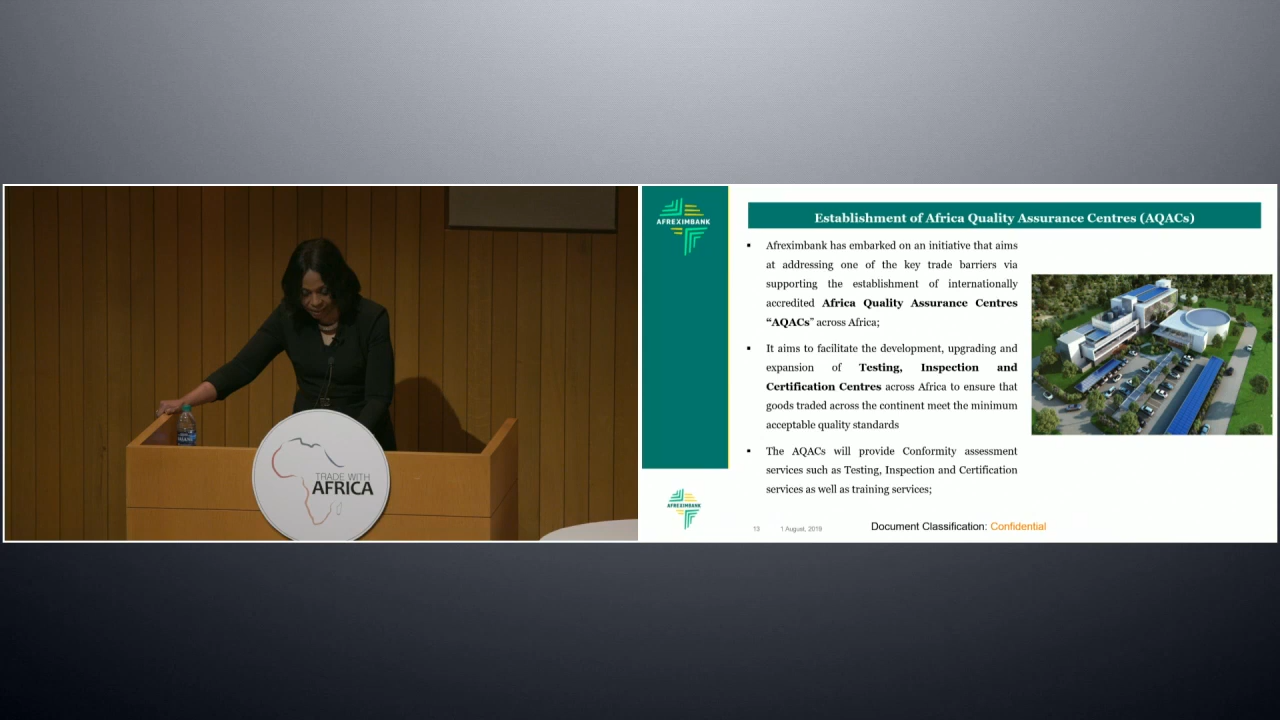 TRADE WITH
AFRICA
AFREXIMBANK
Establishment of Africa Quality Assurance Centres (AQACs)
▪ Afreximbank has embarked on an initiative that aims
at addressing one of the key trade barriers via
supporting the establishment of internationally
accredited Africa Quality Assurance Centres
“AQACs” across Africa;
▪ It aims to facilitate the development, upgrading and
expansion of Testing, Inspection and
Certification Centres across Africa to ensure that
goods traded across the continent meet the minimum
acceptable quality standards
▪ The AQACs will provide Conformity assessment
services such as Testing, Inspection and Certification
services as well as training services;
AFREXIMBANK
13 1 August, 2019 Document Classification: Confidential